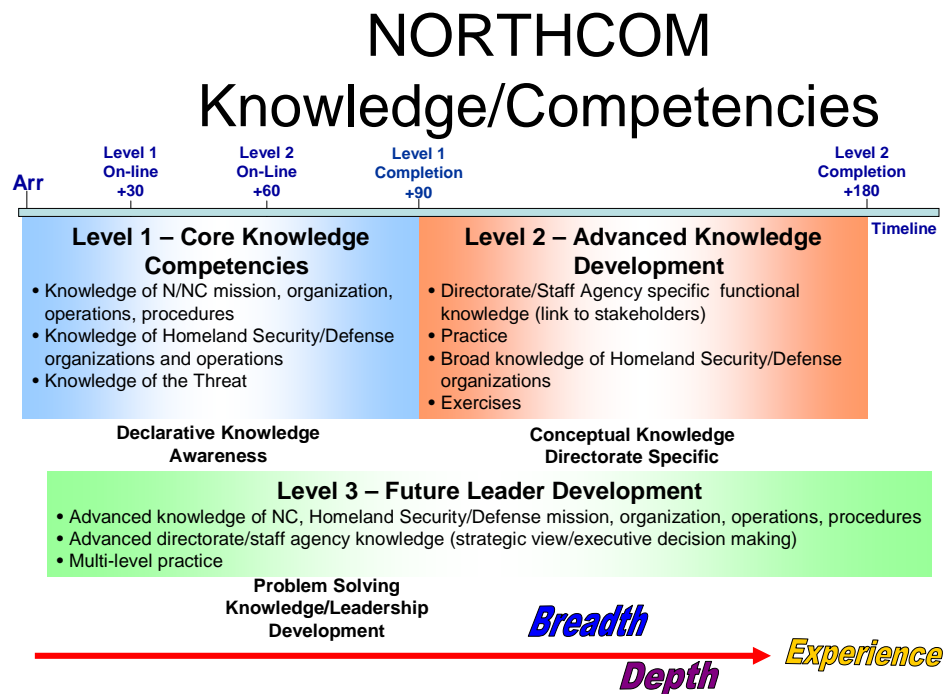 NORTHCOM
Knowledge/Competencies
Arr
Level 1
On-line
+30
Level 2
On-Line
+60
Level 1
Completion
+90
Level 2
Completion
+180
Timeline
Level 1 – Core Knowledge
Competencies
• Knowledge of N/NC mission, organization,
operations, procedures
• Knowledge of Homeland Security/Defense
organizations and operations
• Knowledge of the Threat
Level 2 – Advanced Knowledge
Development
• Directorate/Staff Agency specific functional
knowledge (link to stakeholders)
• Practice
• Broad knowledge of Homeland Security/Defense
organizations
• Exercises
Declarative Knowledge
Awareness
Conceptual Knowledge
Directorate Specific
Level 3 – Future Leader Development
• Advanced knowledge of NC, Homeland Security/Defense mission, organization, operations, procedures
• Advanced directorate/staff agency knowledge (strategic view/executive decision making)
• Multi-level practice
Problem Solving
Knowledge/Leadership
Development
Breadth
Depth
Experience